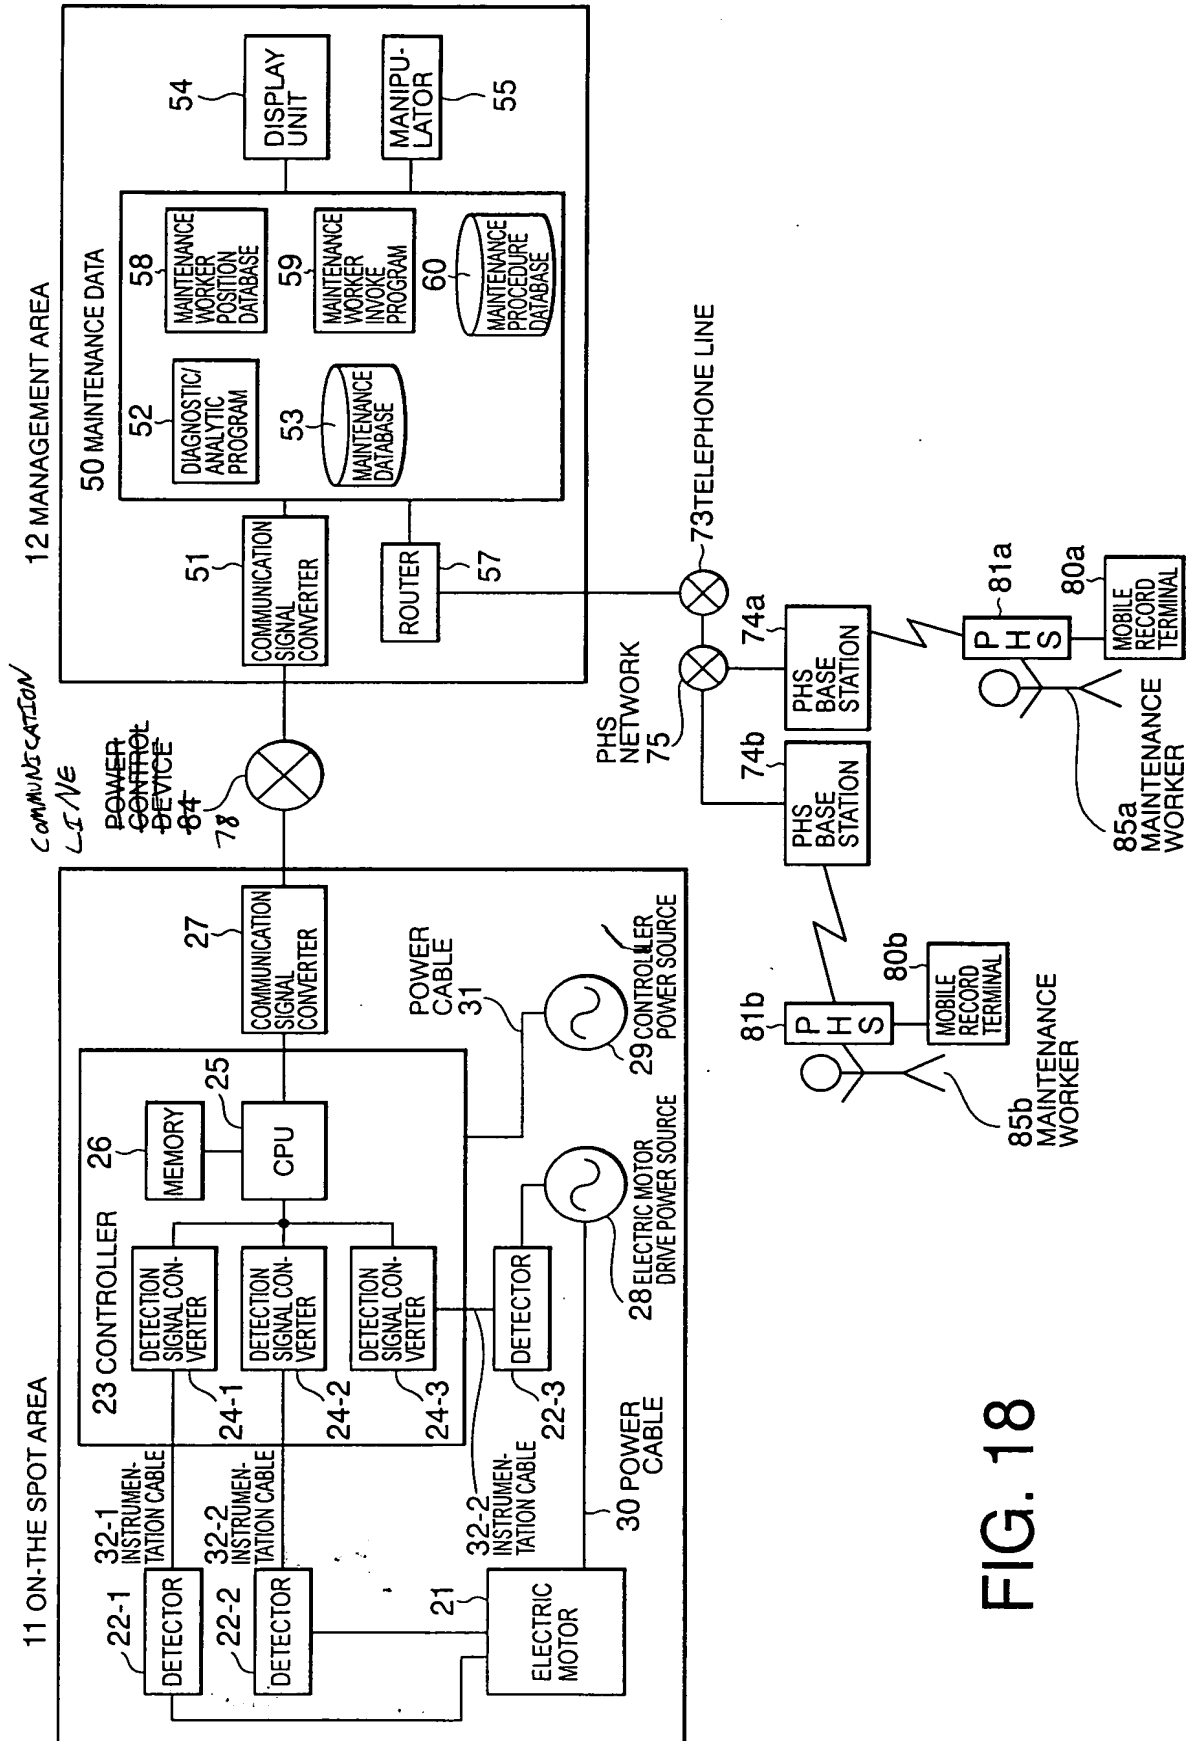 11 ON-THE SPOT AREA
23 CONTROLLER
22-1
DETECTOR
32-1
INSTRUMEN-
TATION CABLE
24-1
DETECTION
SIGNAL CON-
VERTER
22-2
DETECTOR
32-2
INSTRUMEN-
TATION CABLE
24-2
DETECTION
SIGNAL CON-
VERTER
24-3
DETECTION
SIGNAL CON-
VERTER
26
MEMORY
25
CPU
27
COMMUNICATION
SIGNAL
CONVERTER
32-2
INSTRUMEN-
TATION CABLE
22-3
DETECTOR
21
ELECTRIC
MOTOR
30 POWER
CABLE
28 ELECTRIC MOTOR
DRIVE POWER SOURCE
POWER
CABLE
31
29 CONTROLLER
POWER SOURCE
COMMUNICATION
LINE
POWER
CONTROL
DEVICE
84
78
12 MANAGEMENT AREA
50 MAINTENANCE DATA
51
COMMUNICATION
SIGNAL
CONVERTER
52
DIAGNOSTIC/
ANALYTIC
PROGRAM
53
MAINTENANCE
DATABASE
58
MAINTENANCE
WORKER
POSITION
DATABASE
59
MAINTENANCE
WORKER
INVOKE
PROGRAM
60
MAINTENANCE
PROCEDURE
DATABASE
54
DISPLAY
UNIT
MANIPU-
LATOR
55
ROUTER
57
73 TELEPHONE LINE
PHS
NETWORK
75
74a
PHS
BASE
STATION
74b
PHS
BASE
STATION
81a
PHS
80a
MOBILE
RECORD
TERMINAL
85a
MAINTENANCE
WORKER
81b
PHS
80b
MOBILE
RECORD
TERMINAL
85b
MAINTENANCE
WORKER
FIG. 18